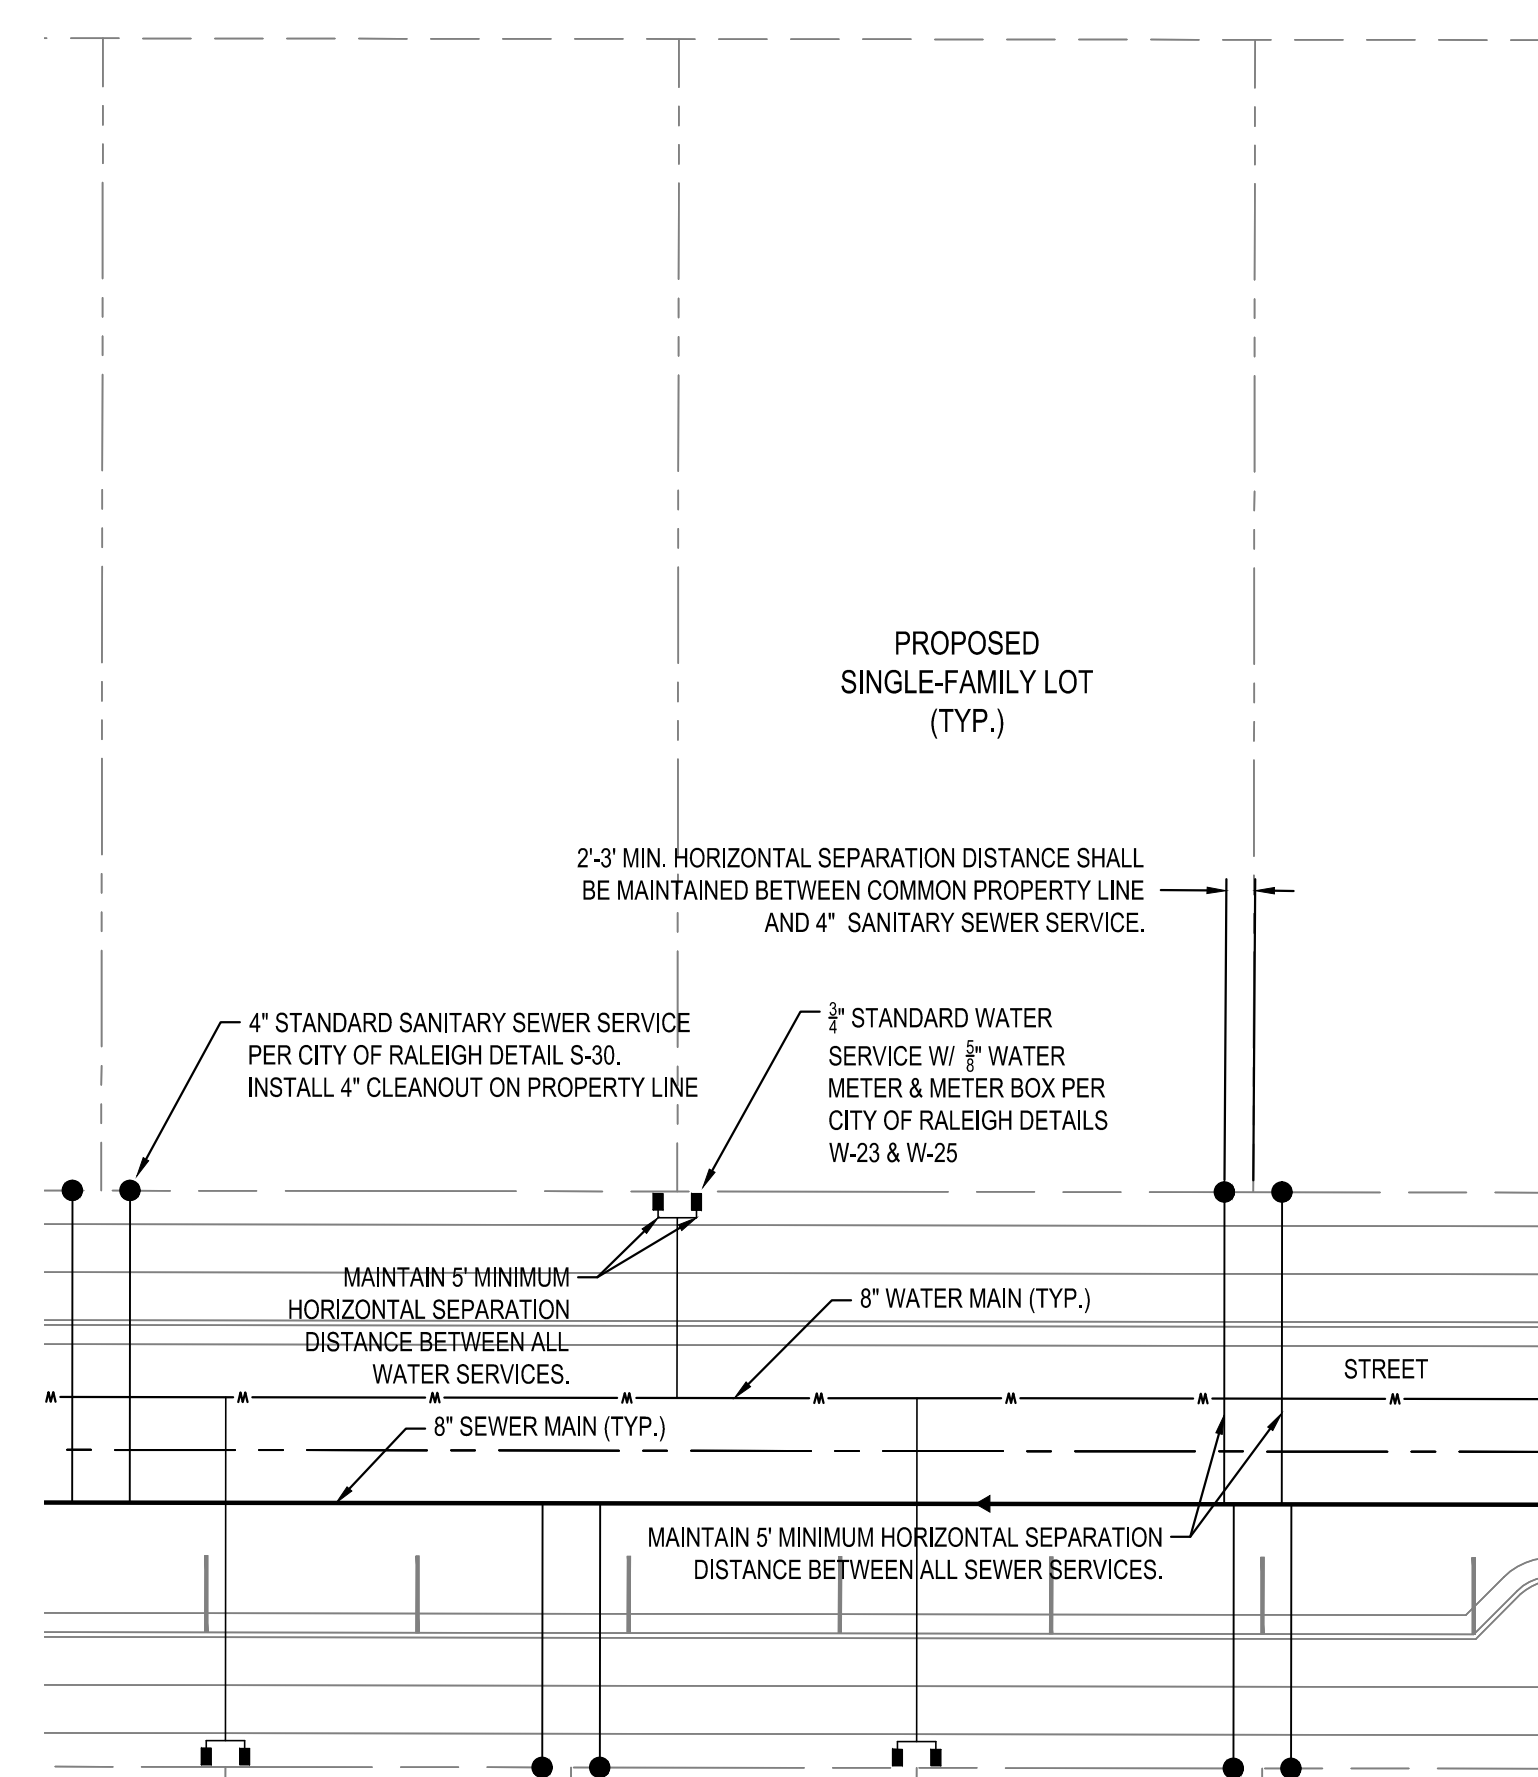 PROPOSED
SINGLE-FAMILY LOT
(TYP.)
2'-3' MIN. HORIZONTAL SEPARATION DISTANCE SHALL
BE MAINTAINED BETWEEN COMMON PROPERTY LINE
AND 4" SANITARY SEWER SERVICE.
4" STANDARD SANITARY SEWER SERVICE
PER CITY OF RALEIGH DETAIL S-30.
INSTALL 4" CLEANOUT ON PROPERTY LINE
3/4" STANDARD WATER
SERVICE W/ 5/8" WATER
METER & METER BOX PER
CITY OF RALEIGH DETAILS
W-23 & W-25
MAINTAIN 5' MINIMUM
HORIZONTAL SEPARATION
DISTANCE BETWEEN ALL
WATER SERVICES.
8" WATER MAIN (TYP.)
STREET
8" SEWER MAIN (TYP.)
MAINTAIN 5' MINIMUM HORIZONTAL SEPARATION
DISTANCE BETWEEN ALL SEWER SERVICES.